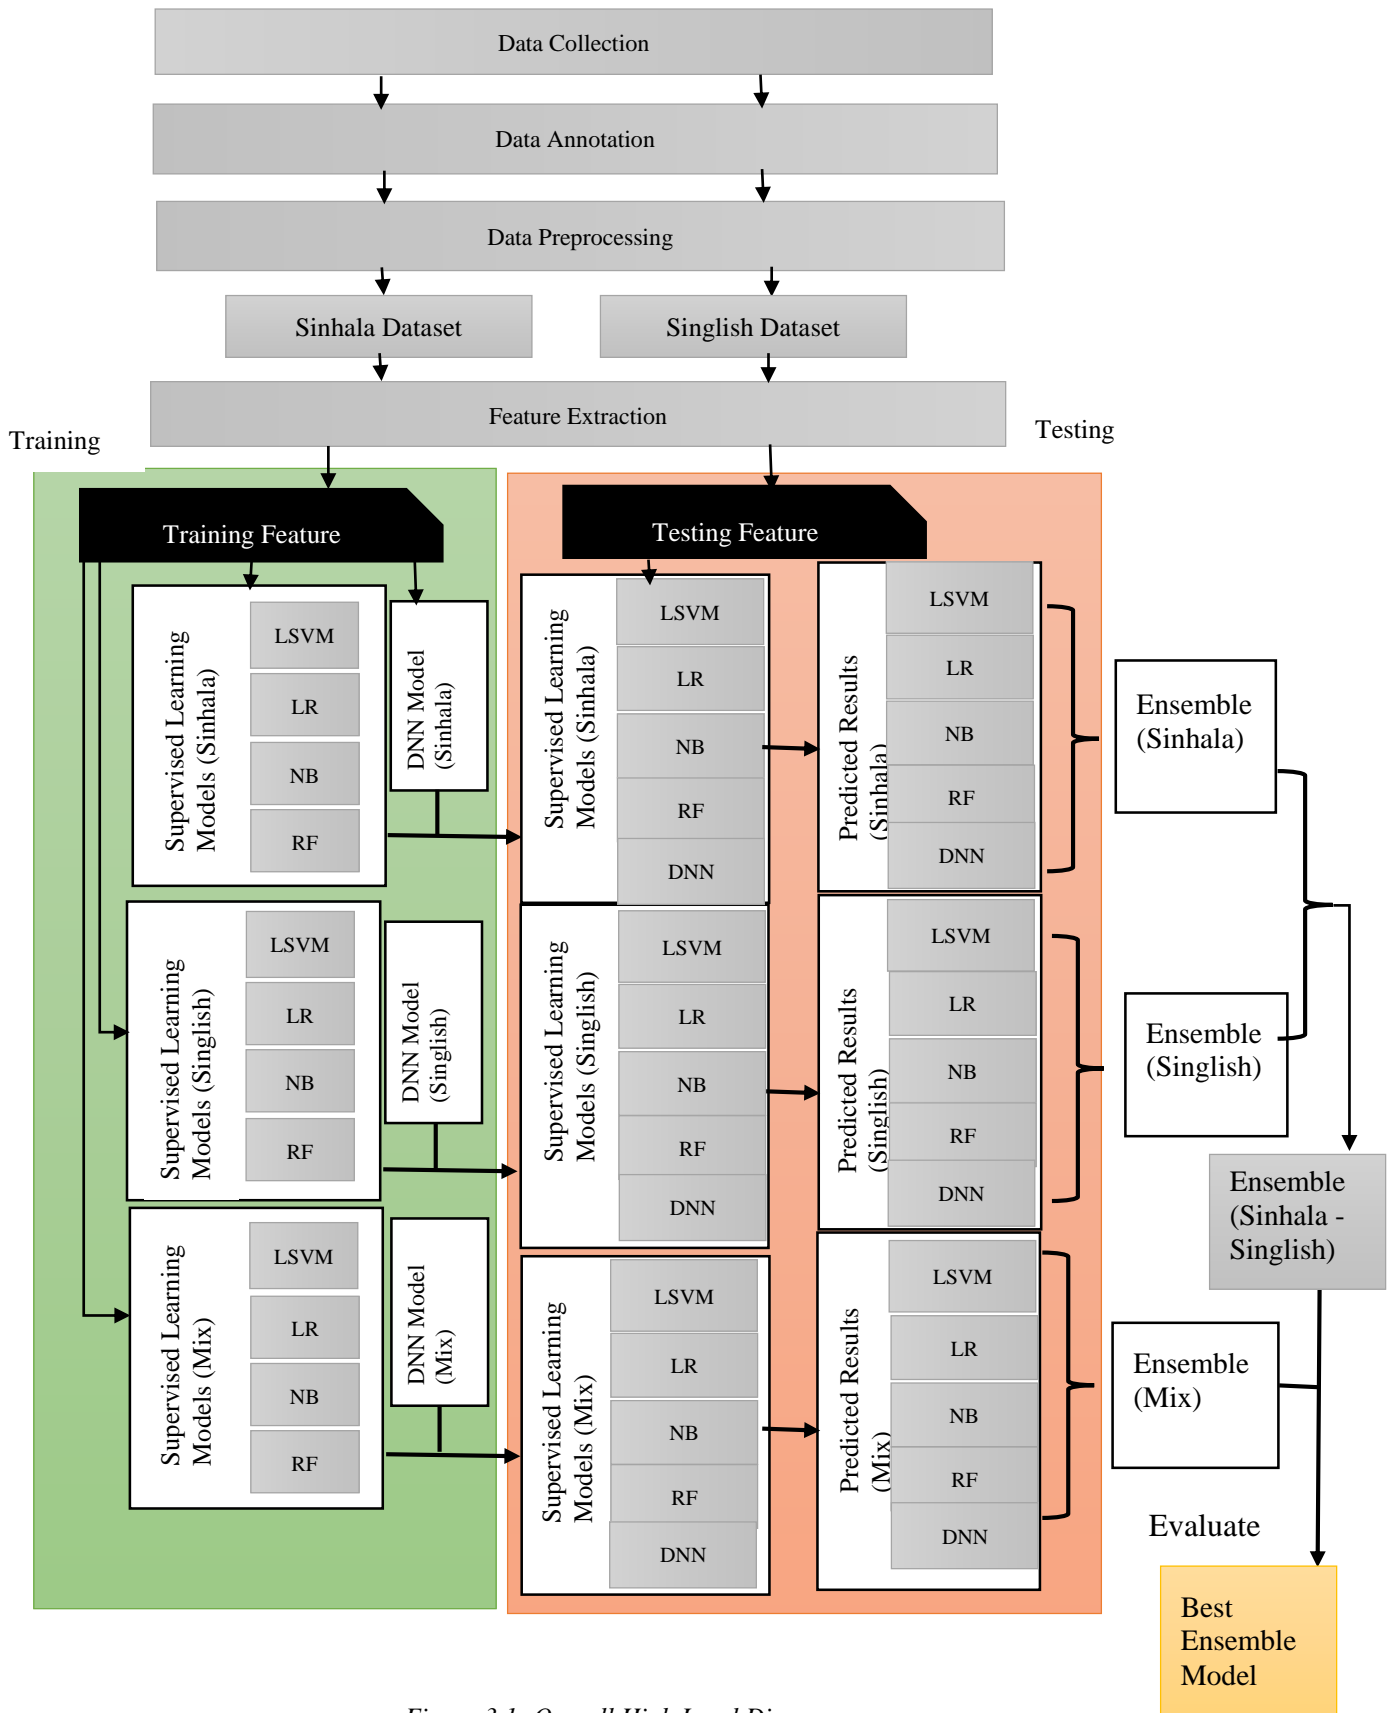 Data Collection
Data Annotation
Data Preprocessing
Sinhala Dataset
Singlish Dataset
Feature Extraction
Training
Testing
Training Feature
Testing Feature
Supervised Learning
Models (Sinhala)
LSVM
LR
NB
RF
DNN Model
(Sinhala)
Supervised Learning
Models (Sinhala)
LSVM
LR
NB
RF
DNN
Predicted Results
(Sinhala)
LSVM
LR
NB
RF
DNN
Ensemble
(Sinhala)
Supervised Learning
Models (Singlish)
LSVM
LR
NB
RF
DNN Model
(Singlish)
Supervised Learning
Models (Singlish)
LSVM
LR
NB
RF
DNN
Predicted Results
(Singlish)
LSVM
LR
NB
RF
DNN
Ensemble
(Singlish)
Ensemble
(Sinhala -
Singlish)
Supervised Learning
Models (Mix)
LSVM
LR
NB
RF
DNN Model
(Mix)
Supervised Learning
Models (Mix)
LSVM
LR
NB
RF
DNN
Predicted Results
(Mix)
LSVM
LR
NB
RF
DNN
Ensemble
(Mix)
Evaluate
Best
Ensemble
Model